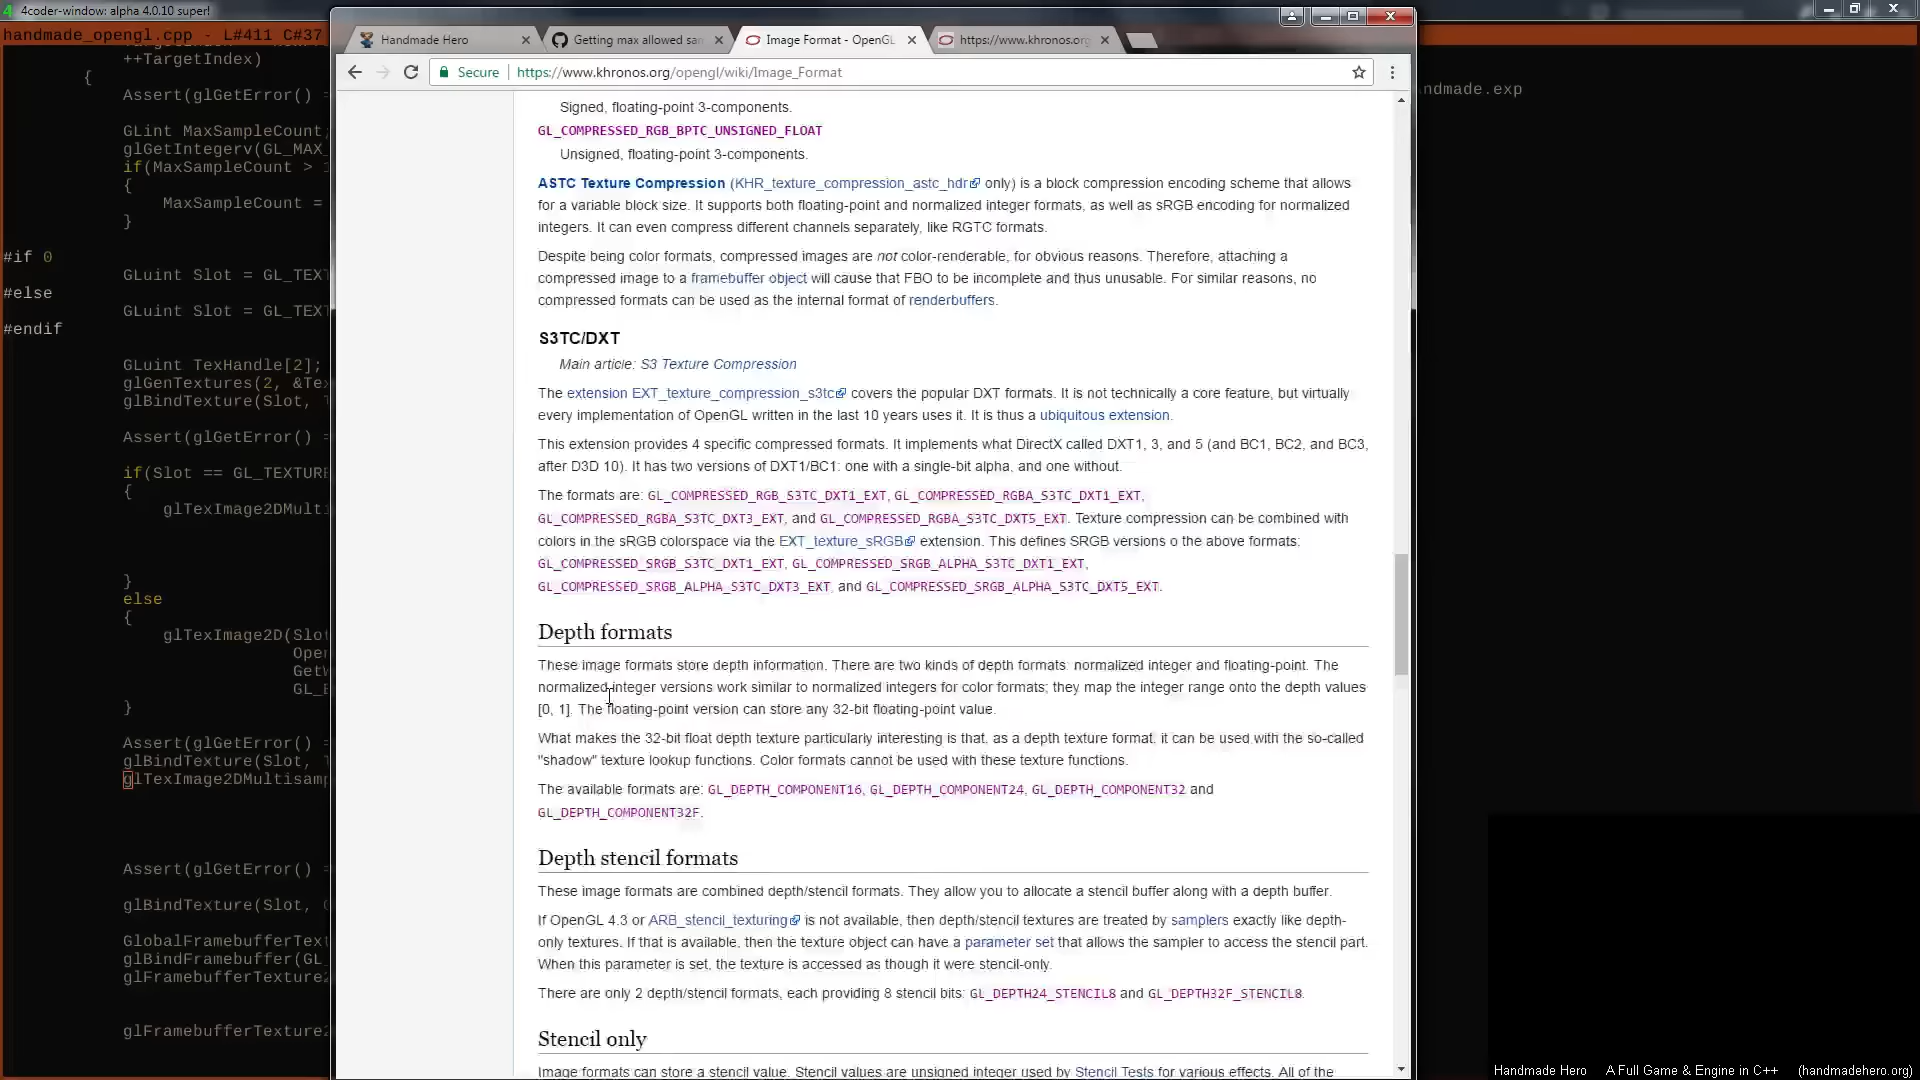 4coder-window: alpha 4.0.10 super!
handmade_opengl.cpp - L#411 C#37
++TargetIndex)
{
Assert(glGetError() =
GLint MaxSampleCount;
glGetIntegerv(GL_MAX_
if(MaxSampleCount >
{
MaxSampleCount =
}
#if 0
GLuint Slot = GL_TEXT
#else
GLuint Slot = GL_TEXT
#endif
GLuint TexHandle[2];
glGenTextures(2, &Tex
glBindTexture(Slot,
Assert(glGetError() =
if(Slot == GL_TEXTURE
{
glTexImage2DMulti
}
else
{
glTexImage2D(Slot
Open
GetW
GL_B
}
Assert(glGetError() =
glBindTexture(Slot,
glTexImage2DMultisamp
Assert(glGetError() =
glBindTexture(Slot,
GlobalFramebufferText
glBindFramebuffer(GL_
glFramebufferTexture2
glFramebufferTexture2
Handmade Hero
Getting max allowed sam
Image Format - OpenGL
https://www.khronos.org
Secure
https://www.khronos.org/opengl/wiki/Image_Format
Signed, floating-point 3-components.
GL_COMPRESSED_RGB_BPTC_UNSIGNED_FLOAT
Unsigned, floating-point 3-components.
ASTC Texture Compression (KHR_texture_compression_astc_hdr only) is a block compression encoding scheme that allows
for a variable block size. It supports both floating-point and normalized integer formats, as well as sRGB encoding for normalized
integers. It can even compress different channels separately, like RGTC formats.
Despite being color formats, compressed images are not color-renderable, for obvious reasons. Therefore, attaching a
compressed image to a framebuffer object will cause that FBO to be incomplete and thus unusable. For similar reasons, no
compressed formats can be used as the internal format of renderbuffers.
S3TC/DXT
Main article: S3 Texture Compression
The extension EXT_texture_compression_s3tc covers the popular DXT formats. It is not technically a core feature, but virtually
every implementation of OpenGL written in the last 10 years uses it. It is thus a ubiquitous extension.
This extension provides 4 specific compressed formats. It implements what DirectX called DXT1, 3, and 5 (and BC1, BC2, and BC3,
after D3D 10). It has two versions of DXT1/BC1: one with a single-bit alpha, and one without.
The formats are: GL_COMPRESSED_RGB_S3TC_DXT1_EXT, GL_COMPRESSED_RGBA_S3TC_DXT1_EXT,
GL_COMPRESSED_RGBA_S3TC_DXT3_EXT, and GL_COMPRESSED_RGBA_S3TC_DXT5_EXT. Texture compression can be combined with
colors in the sRGB colorspace via the EXT_texture_sRGB extension. This defines SRGB versions o the above formats:
GL_COMPRESSED_SRGB_S3TC_DXT1_EXT, GL_COMPRESSED_SRGB_ALPHA_S3TC_DXT1_EXT,
GL_COMPRESSED_SRGB_ALPHA_S3TC_DXT3_EXT and GL_COMPRESSED_SRGB_ALPHA_S3TC_DXT5_EXT.
Depth formats
These image formats store depth information. There are two kinds of depth formats: normalized integer and floating-point. The
normalized integer versions work similar to normalized integers for color formats; they map the integer range onto the depth values
[0, 1]. The floating-point version can store any 32-bit floating-point value.
What makes the 32-bit float depth texture particularly interesting is that, as a depth texture format, it can be used with the so-called
"shadow" texture lookup functions. Color formats cannot be used with these texture functions.
The available formats are: GL_DEPTH_COMPONENT16, GL_DEPTH_COMPONENT24, GL_DEPTH_COMPONENT32 and
GL_DEPTH_COMPONENT32F.
Depth stencil formats
These image formats are combined depth/stencil formats. They allow you to allocate a stencil buffer along with a depth buffer.
If OpenGL 4.3 or ARB_stencil_texturing is not available, then depth/stencil textures are treated by samplers exactly like depth-
only textures. If that is available, then the texture object can have a parameter set that allows the sampler to access the stencil part.
When this parameter is set, the texture is accessed as though it were stencil-only.
There are only 2 depth/stencil formats, each providing 8 stencil bits: GL_DEPTH24_STENCIL8 and GL_DEPTH32F_STENCIL8.
Stencil only
Image formats can store a stencil value. Stencil values are unsigned integer used by Stencil Tests for various effects. All of the
ndmade.exp
Handmade Hero A Full Game & Engine in C++ (handmadehero.org)